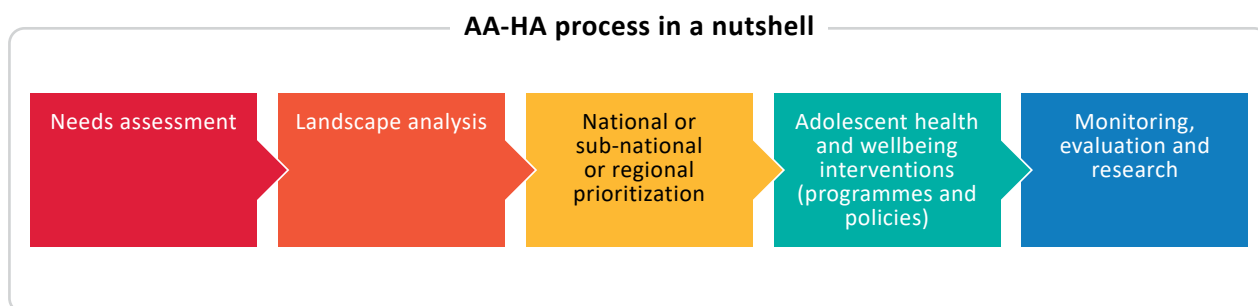 AA-HA process in a nutshell
Needs assessment
Landscape analysis
National or
sub-national
or regional
prioritization
Adolescent health
and wellbeing
interventions
(programmes and
policies)
Monitoring,
evaluation and
research